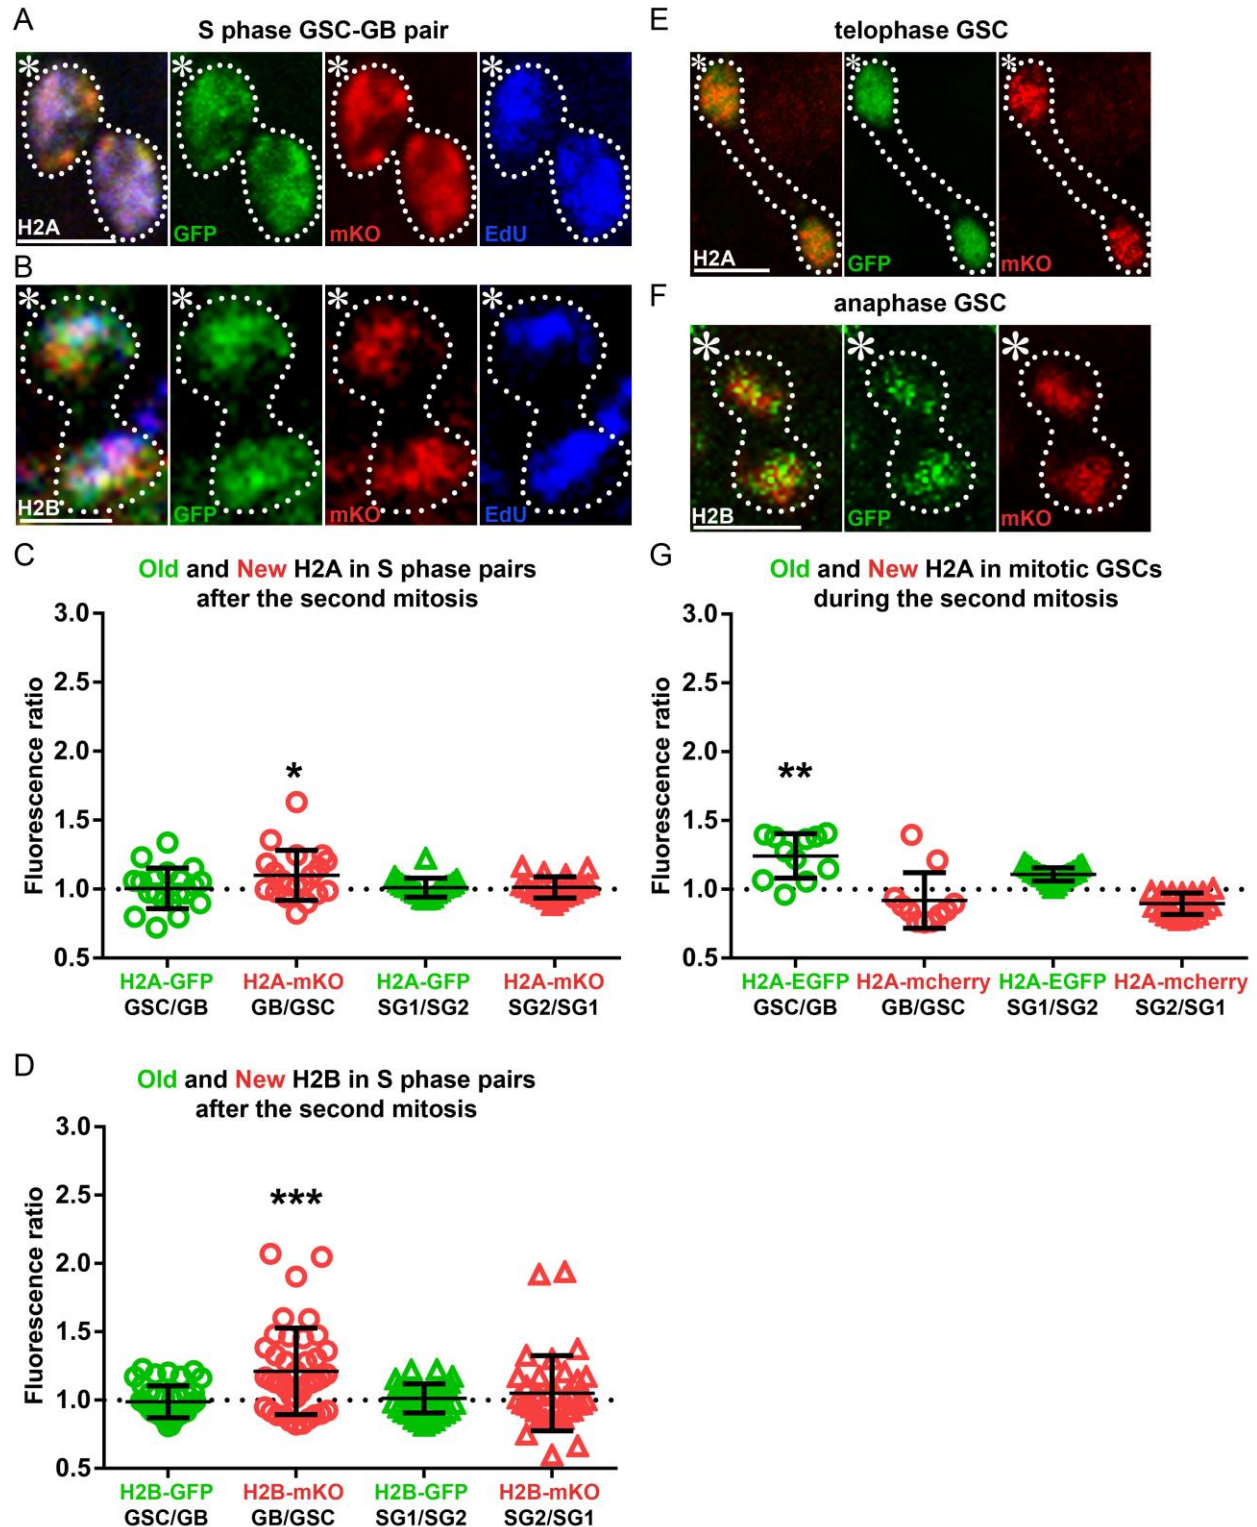 A
S phase GSC-GB pair
*
*
*
*
H2A
GFP
mKO
EdU
B
*
*
*
*
H2B
GFP
mKO
EdU
E
telophase GSC
*
*
*
H2A
GFP
mKO
F
anaphase GSC
*
*
*
H2B
GFP
mKO
C
Old and New H2A in S phase pairs
after the second mitosis
Fluorescence ratio
3.0
2.5
2.0
1.5
1.0
0.5
*
H2A-GFP H2A-mKO H2A-GFP H2A-mKO
GSC/GB GB/GSC SG1/SG2 SG2/SG1
G
Old and New H2A in mitotic GSCs
during the second mitosis
Fluorescence ratio
3.0
2.5
2.0
1.5
1.0
0.5
**
H2A-EGFP H2A-mcherry H2A-EGFP H2A-mcherry
GSC/GB GB/GSC SG1/SG2 SG2/SG1
D
Old and New H2B in S phase pairs
after the second mitosis
Fluorescence ratio
3.0
2.5
2.0
1.5
1.0
0.5
***
H2B-GFP H2B-mKO H2B-GFP H2B-mKO
GSC/GB GB/GSC SG1/SG2 SG2/SG1